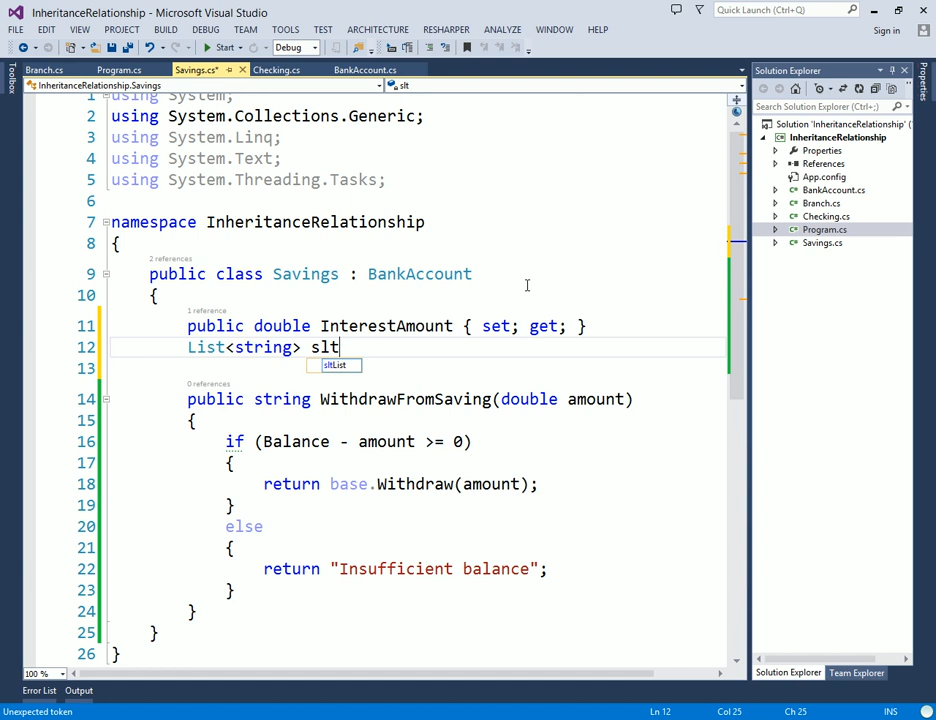 InheritanceRelationship - Microsoft Visual Studio
Quick Launch (Ctrl+Q)
FILE EDIT VIEW PROJECT BUILD DEBUG TEAM TOOLS TEST ARCHITECTURE RESHARPER ANALYZE WINDOW HELP Sign in
Start Debug
Toolbox
Branch.cs Program.cs Savings.cs* Checking.cs BankAccount.cs
InheritanceRelationship.Savings slt
1 using System;
2 using System.Collections.Generic;
3 using System.Linq;
4 using System.Text;
5 using System.Threading.Tasks;
6
7 namespace InheritanceRelationship
8 {
2 references
9 public class Savings : BankAccount
10 {
1 reference
11 public double InterestAmount { set; get; }
12 List<string> slt
sltList
13
0 references
14 public string WithdrawFromSaving(double amount)
15 {
16 if (Balance - amount >= 0)
17 {
18 return base.Withdraw(amount);
19 }
20 else
21 {
22 return "Insufficient balance";
23 }
24 }
25 }
26 }
100 %
Solution Explorer
Search Solution Explorer (Ctrl+;)
Solution 'InheritanceRelationship' (
InheritanceRelationship
Properties
References
App.config
BankAccount.cs
Branch.cs
Checking.cs
Program.cs
Savings.cs
Solution Explorer Team Explorer
Properties
Error List Output
Unexpected token Ln 12 Col 25 Ch 25 INS